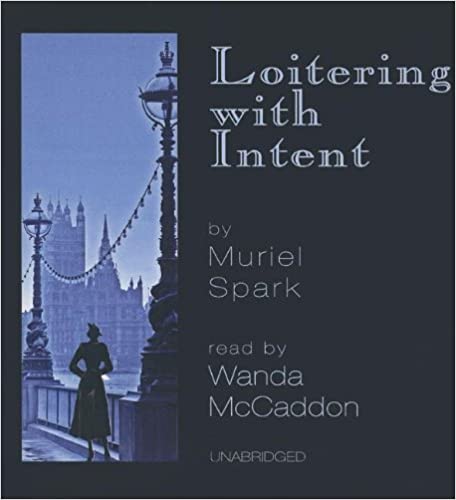 Loitering
with
Intent
by
Muriel
Spark
read by
Wanda
McCaddon
UNABRIDGED